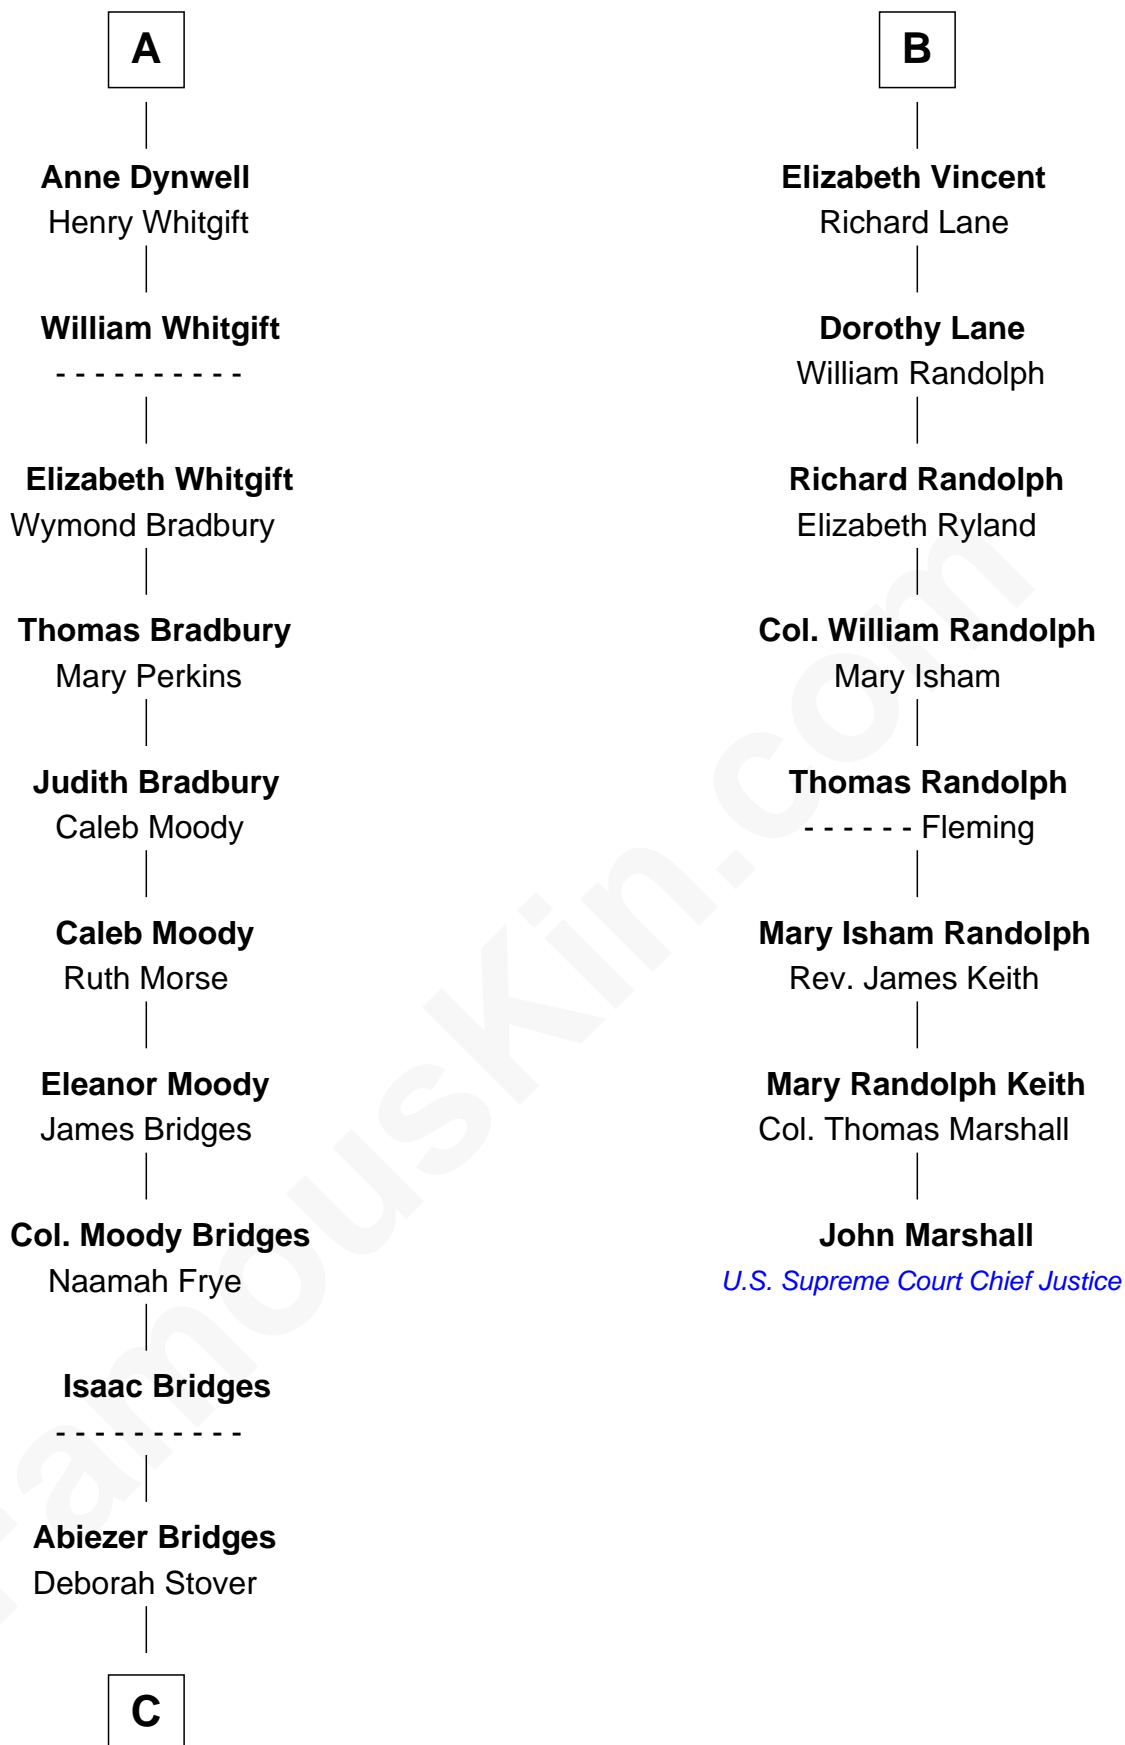 A
Anne Dynwell
Henry Whitgift
William Whitgift
- - - - - - - - - -
Elizabeth Whitgift
Wymond Bradbury
Thomas Bradbury
Mary Perkins
Judith Bradbury
Caleb Moody
Caleb Moody
Ruth Morse
Eleanor Moody
James Bridges
Col. Moody Bridges
Naamah Frye
Isaac Bridges
- - - - - - - - - -
Abiezer Bridges
Deborah Stover
C
B
Elizabeth Vincent
Richard Lane
Dorothy Lane
William Randolph
Richard Randolph
Elizabeth Ryland
Col. William Randolph
Mary Isham
Thomas Randolph
- - - - - - Fleming
Mary Isham Randolph
Rev. James Keith
Mary Randolph Keith
Col. Thomas Marshall
John Marshall
U.S. Supreme Court Chief Justice
FamousKin.com